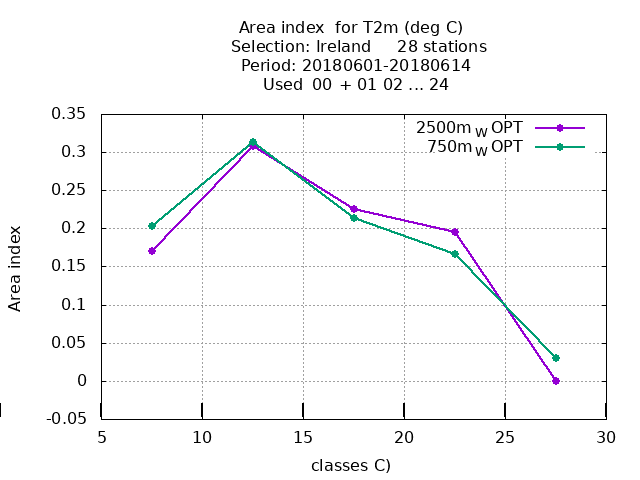 Area index  for T2m (deg C)
Selection: Ireland     28 stations
Period: 20180601-20180614
Used  00  + 01 02 ... 24
0.35
0.3
0.25
0.2
0.15
0.1
0.05
0
-0.05
2500m W OPT
750m W OPT
Area index
5
10
15
20
25
30
classes C)